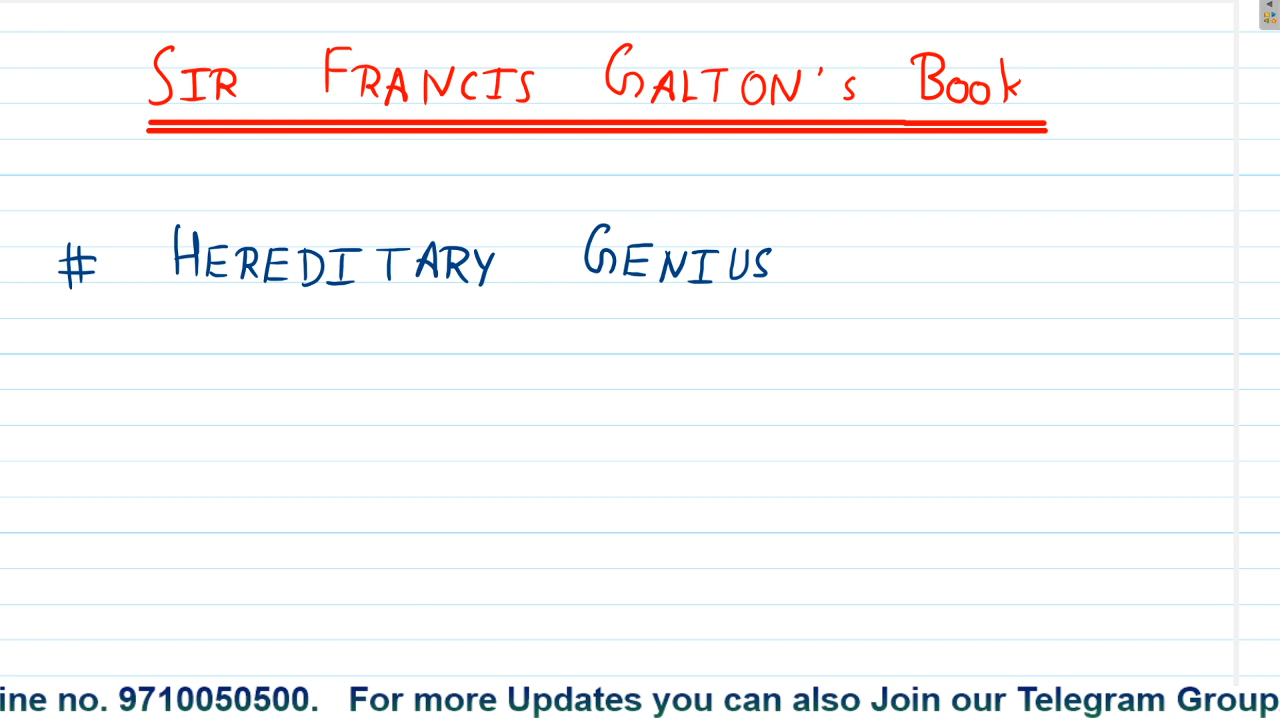 SIR FRANCIS GALTON's Book
# HEREDITARY GENIUS
ine no. 9710050500. For more Updates you can also Join our Telegram Group